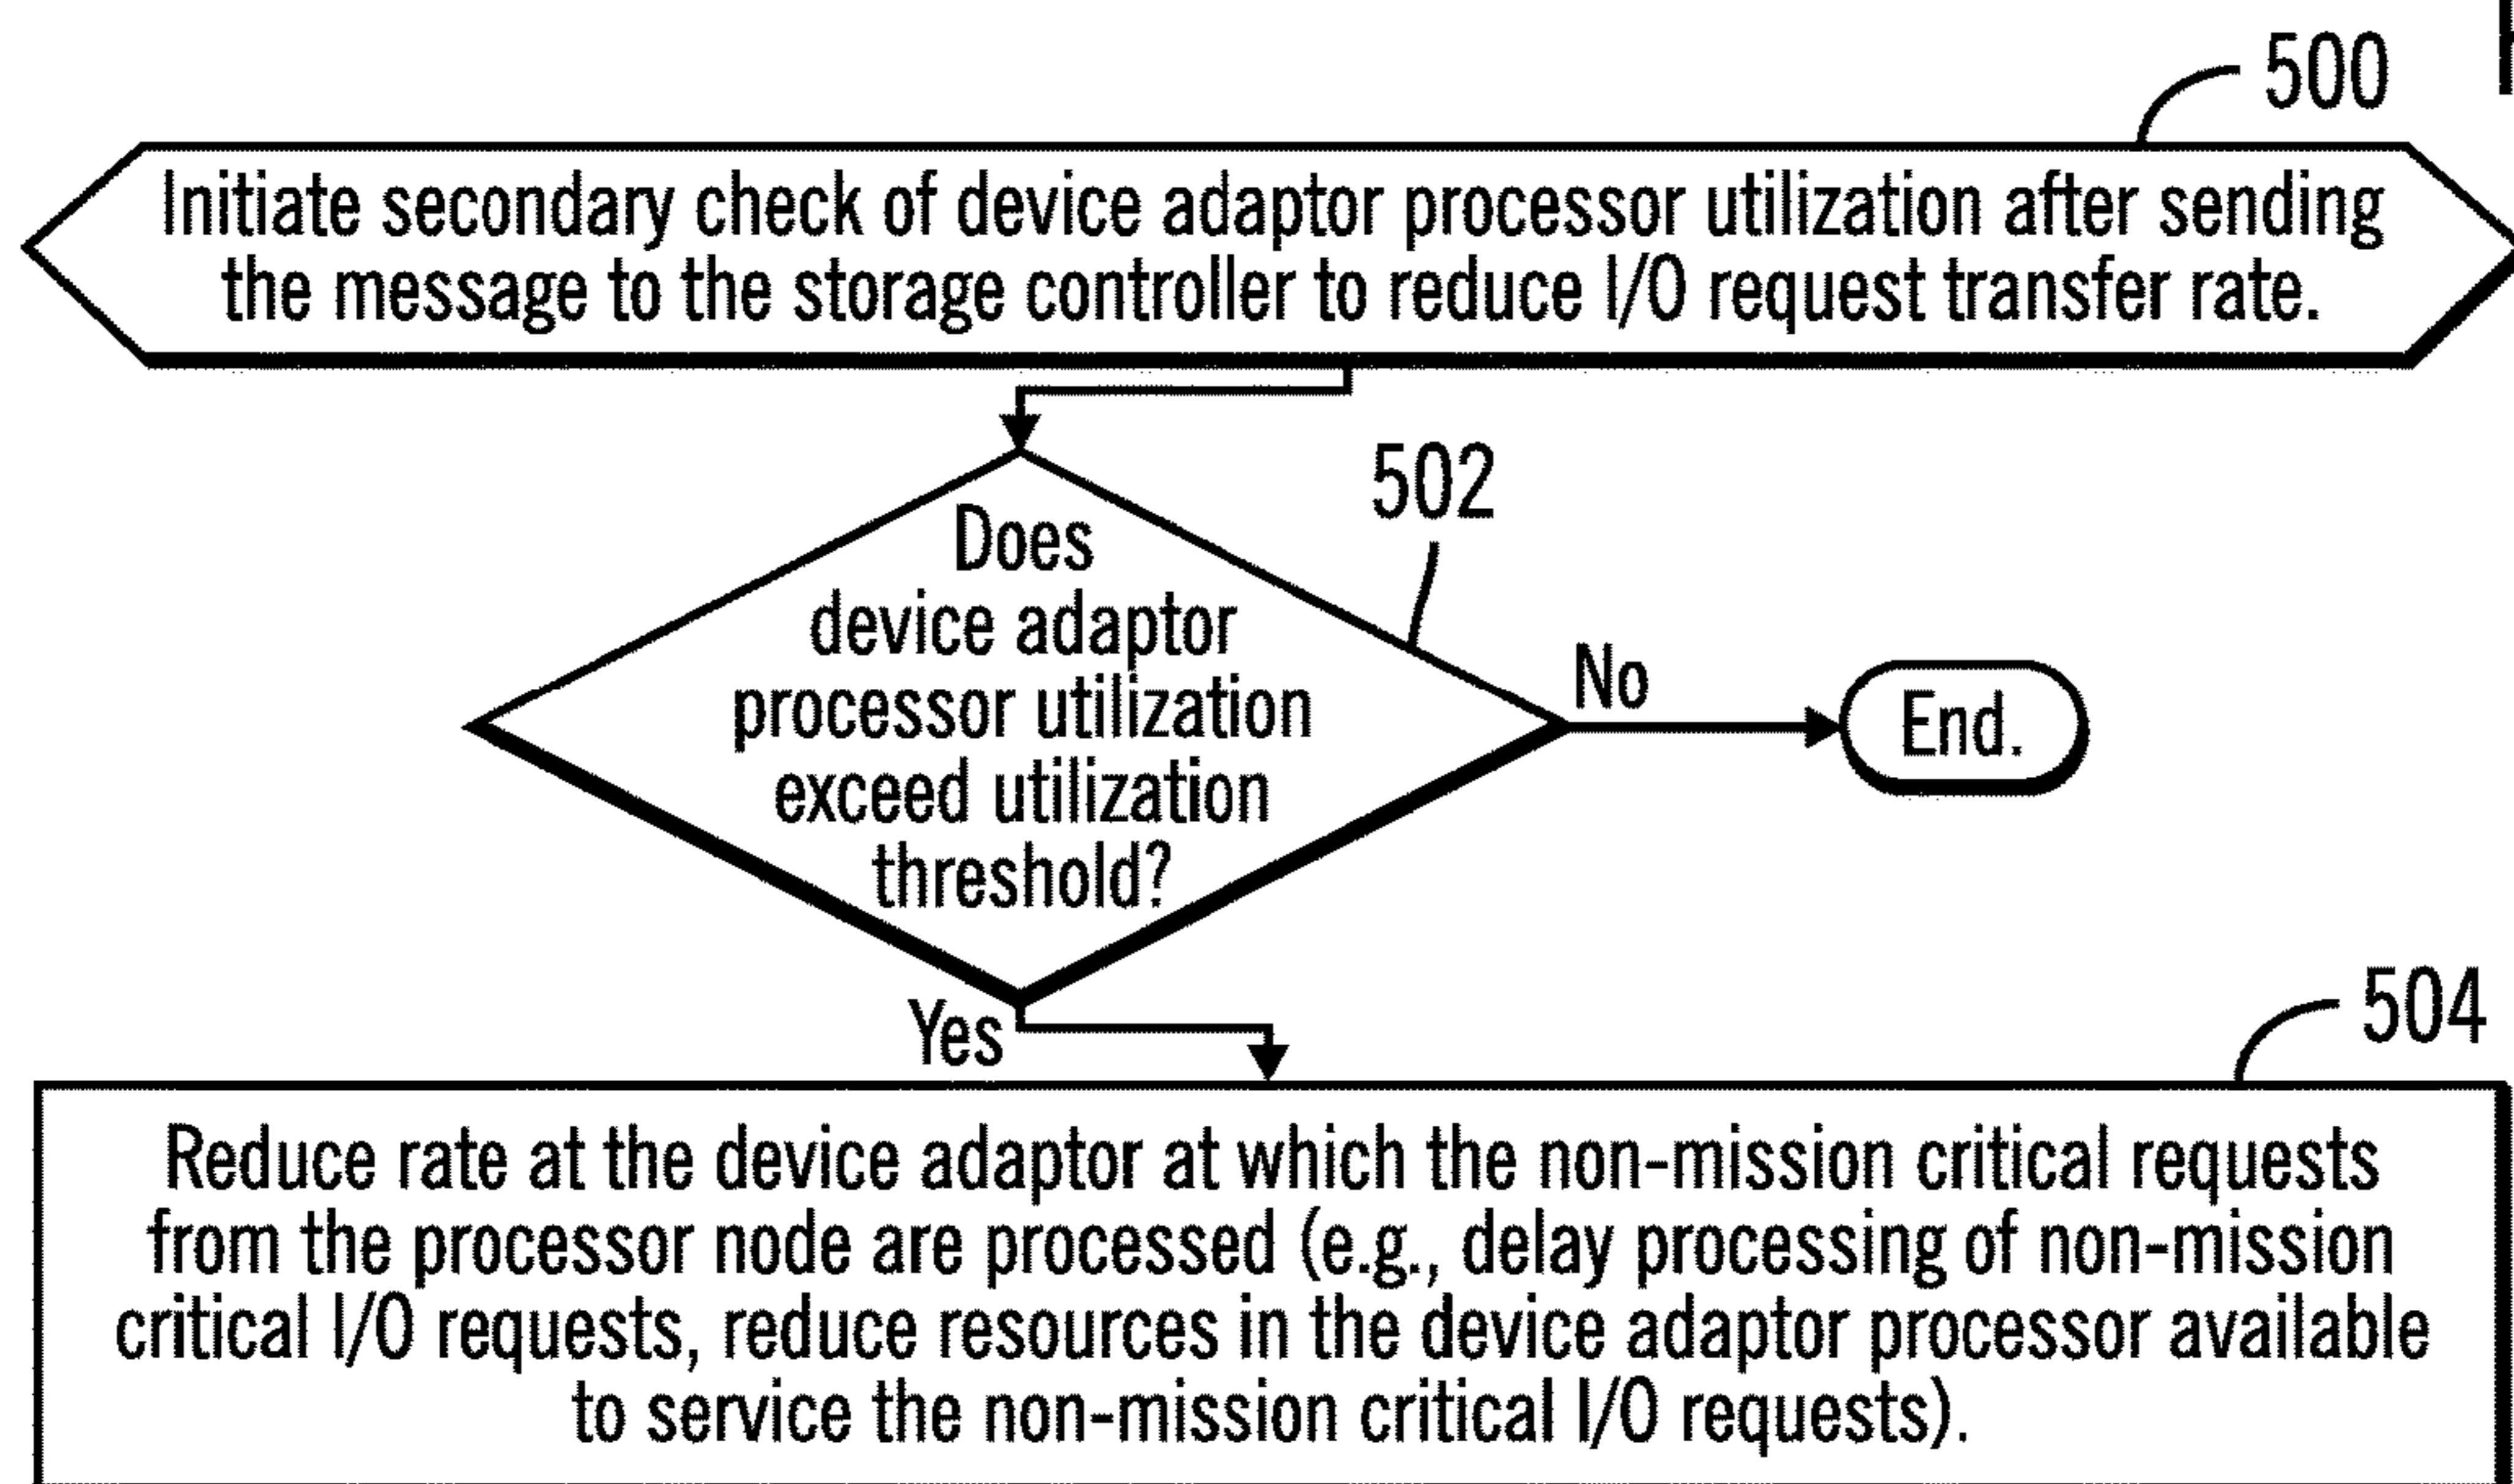 500
Initiate secondary check of device adaptor processor utilization after sending
the message to the storage controller to reduce I/O request transfer rate.
502
Does
device adaptor
processor utilization
exceed utilization
threshold?
No
End.
Yes
504
Reduce rate at the device adaptor at which the non-mission critical requests
from the processor node are processed (e.g., delay processing of non-mission
critical I/O requests, reduce resources in the device adaptor processor available
to service the non-mission critical I/O requests).